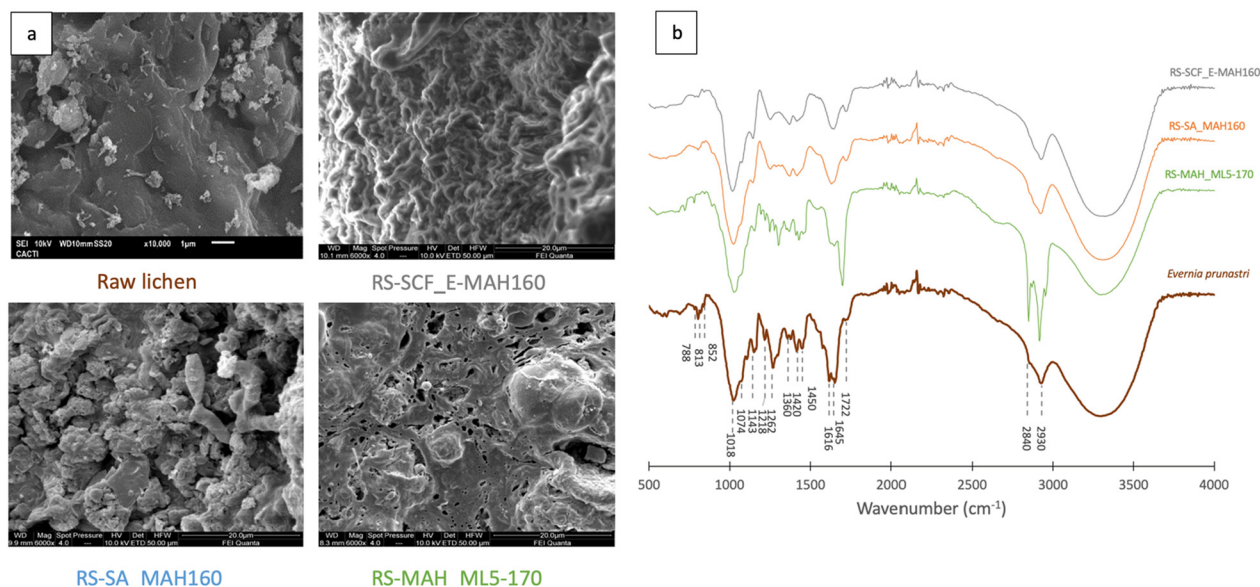 a
SEI 10kV WD10mmSS20 x10,000 1µm
CACTI
Raw lichen
WD Mag Spot Pressure HV Det HFW 20.0µm
10.1 mm 6000x 4.0 --- 10.0 kV ETD 50.00 µm FEI Quanta
RS-SCF_E-MAH160
WD Mag Spot Pressure HV Det HFW 20.0µm
9.9 mm 6000x 4.0 --- 10.0 kV ETD 50.00 µm FEI Quanta
RS-SA_MAH160
WD Mag Spot Pressure HV Det HFW 20.0µm
8.3 mm 6000x 4.0 --- 10.0 kV ETD 50.00 µm FEI Quanta
RS-MAH_ML5-170
b
RS-SCF_E-MAH160
RS-SA_MAH160
RS-MAH_ML5-170
Evernia prunastri
788
813
852
1018
1074
1143
1218
1262
1360
1420
1450
1616
1645
1722
2840
2930
500 1000 1500 2000 2500 3000 3500 4000
Wavenumber (cm-1)